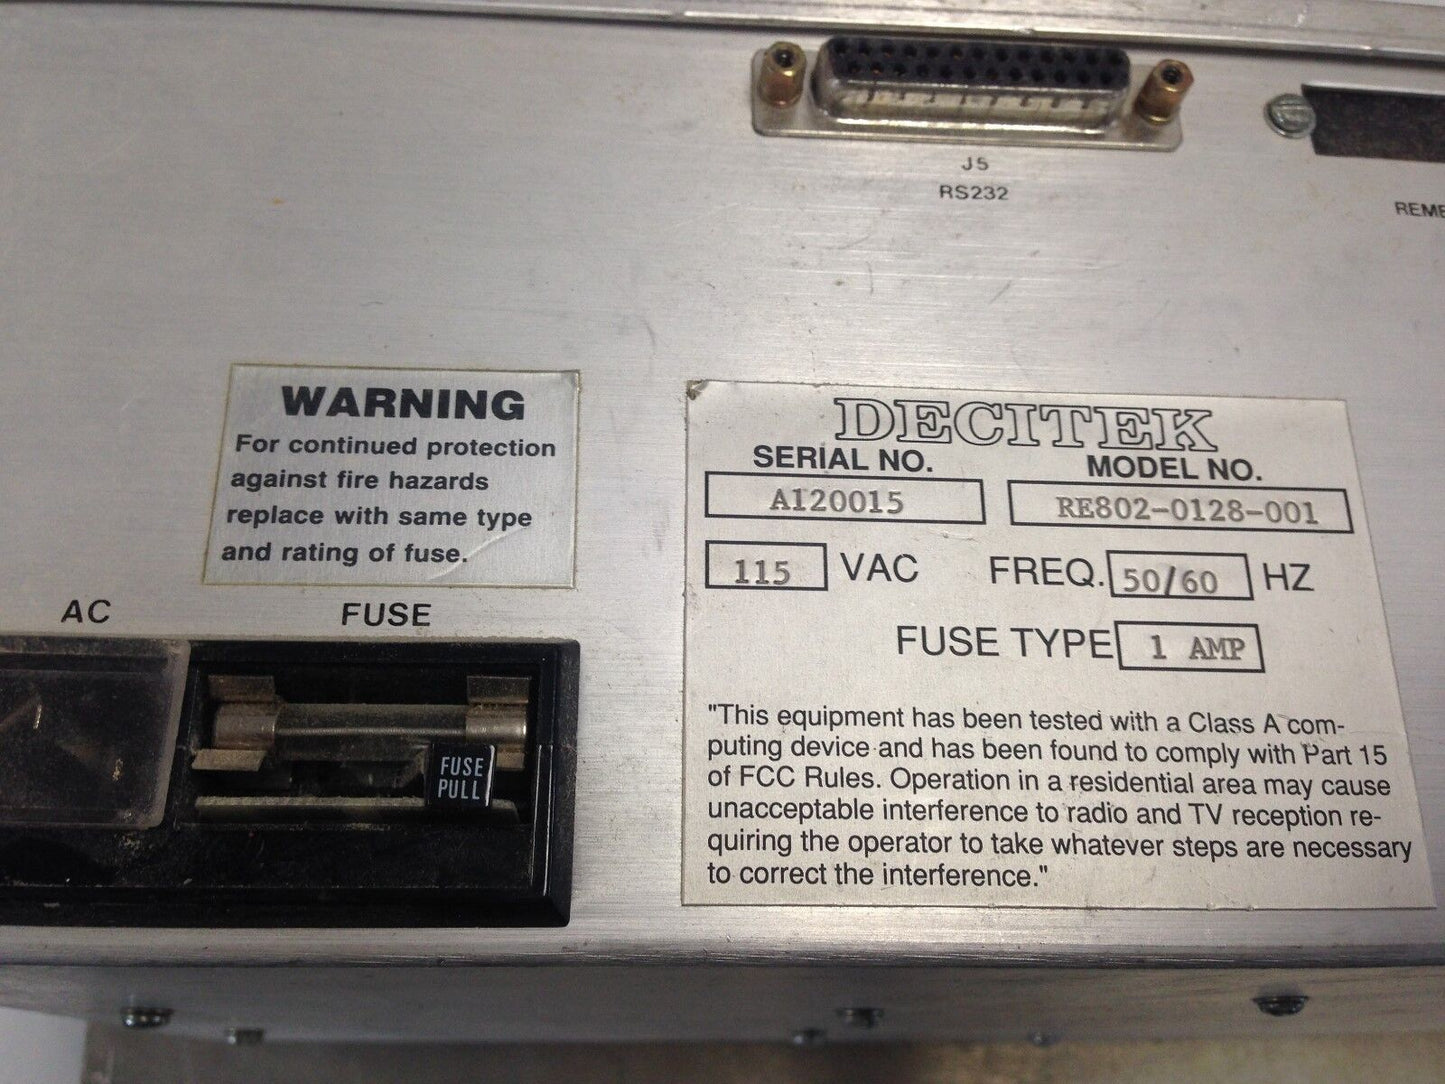 J5
RS232
WARNING
For continued protection
against fire hazards
replace with same type
and rating of fuse.
AC
FUSE
FUSE
PULL
DECITEK
SERIAL NO. MODEL NO.
A120015 RE802-0128-001
115 VAC FREQ. 50/60 HZ
FUSE TYPE 1 AMP
"This equipment has been tested with a Class A com-
puting device and has been found to comply with Part 15
of FCC Rules. Operation in a residential area may cause
unacceptable interference to radio and TV reception re-
quiring the operator to take whatever steps are necessary
to correct the interference."